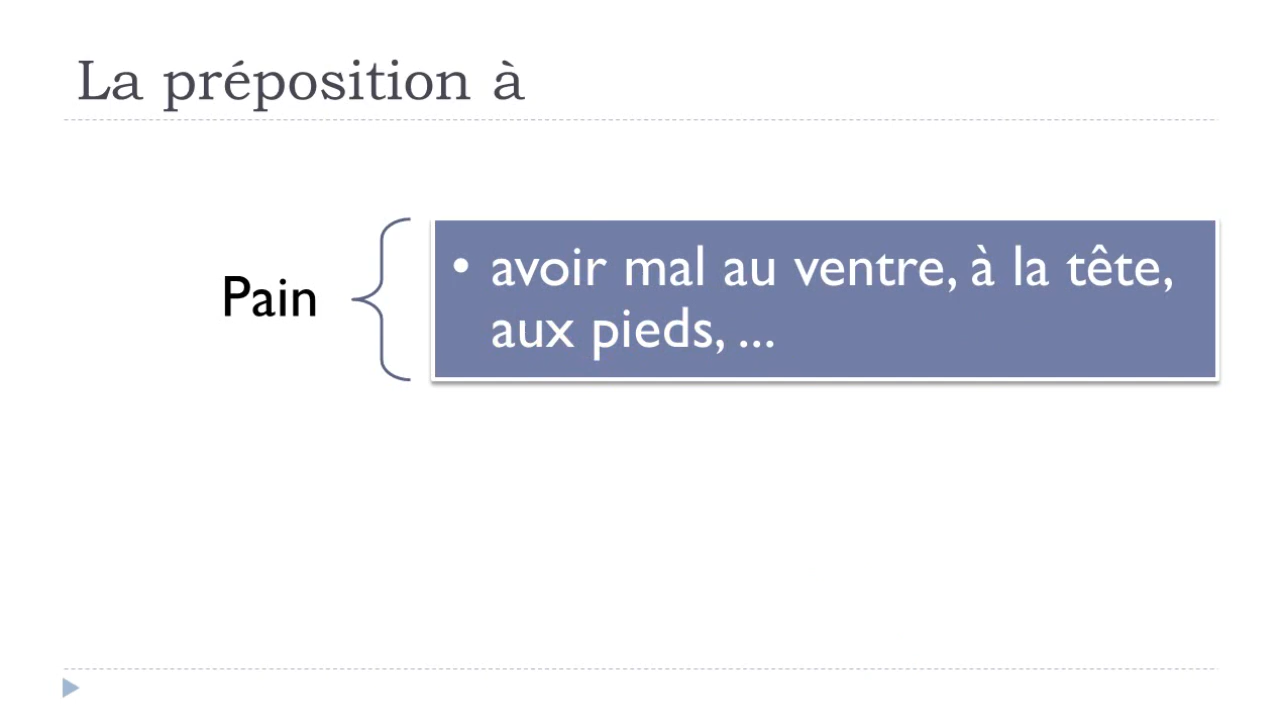 La préposition à
Pain
• avoir mal au ventre, à la tête,
aux pieds, ...